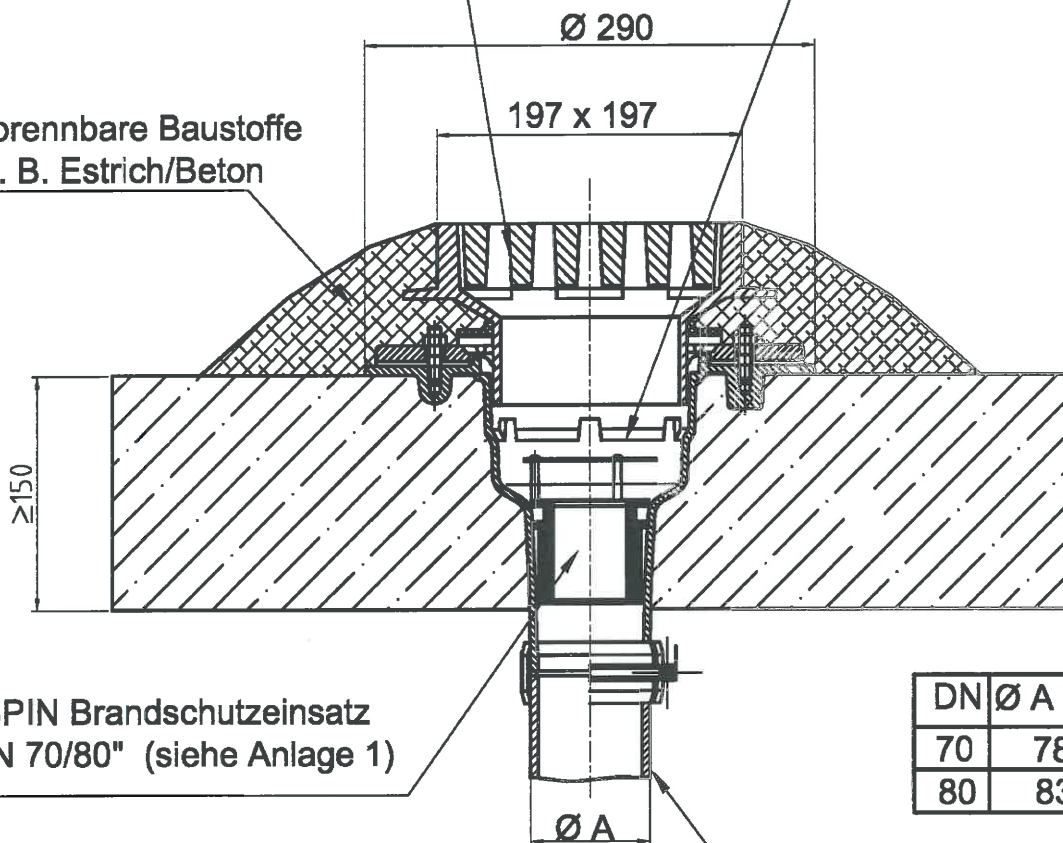 Ø 290
197 x 197
brennbare Baustoffe
. B. Estrich/Beton
≥150
PIN Brandschutzeinsatz
N 70/80" (siehe Anlage 1)
DN Ø A
70 78
80 83
Ø A